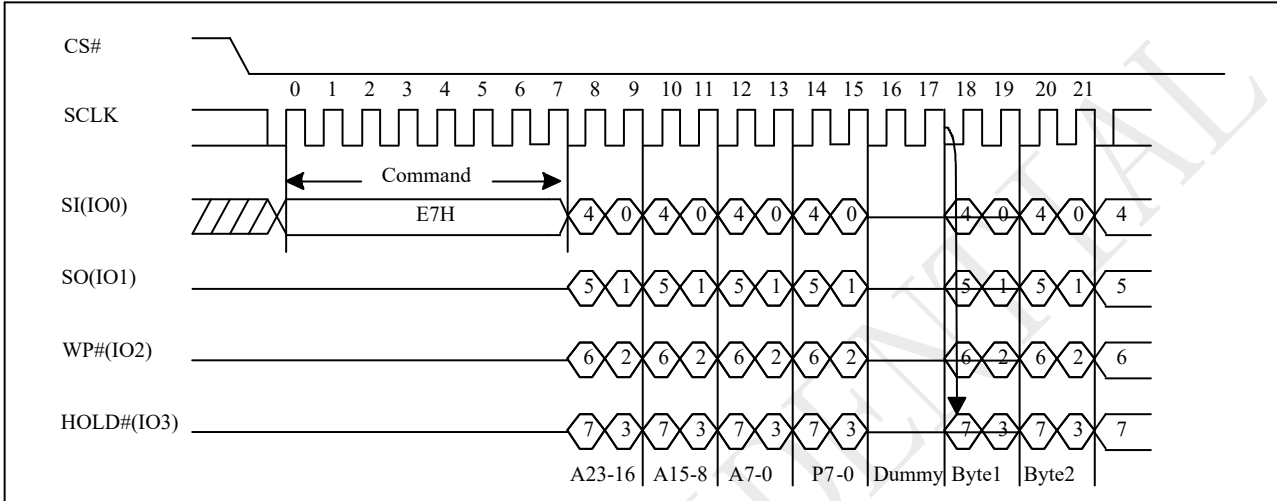 CS#
0 1 2 3 4 5 6 7 8 9 10 11 12 13 14 15 16 17 18 19 20 21
SCLK
Command
SI(IO0) E7H 4 0 4 0 4 0 4 0 4 0 4 0 4
SO(IO1) 5 1 5 1 5 1 5 1 5 1 5 1 5
WP#(IO2) 6 2 6 2 6 2 6 2 6 2 6 2 6
HOLD#(IO3) 7 3 7 3 7 3 7 3 7 3 7 3 7
A23-16 A15-8 A7-0 P7-0 Dummy Byte1 Byte2
DENTIAL